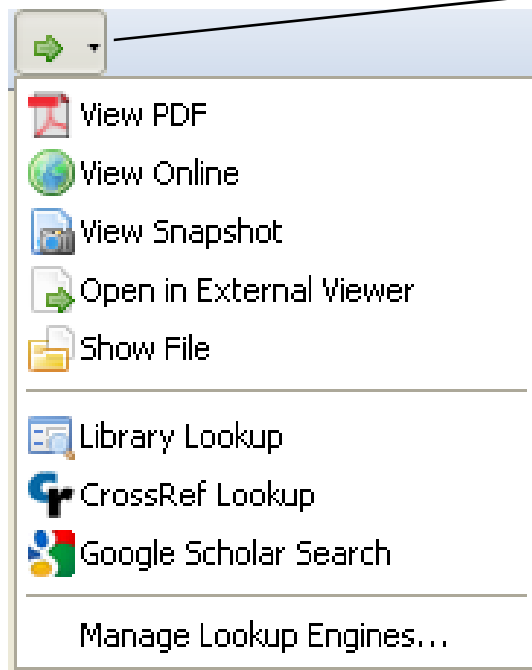 View PDF
View Online
View Snapshot
Open in External Viewer
Show File
Library Lookup
CrossRef Lookup
Google Scholar Search
Manage Lookup Engines...